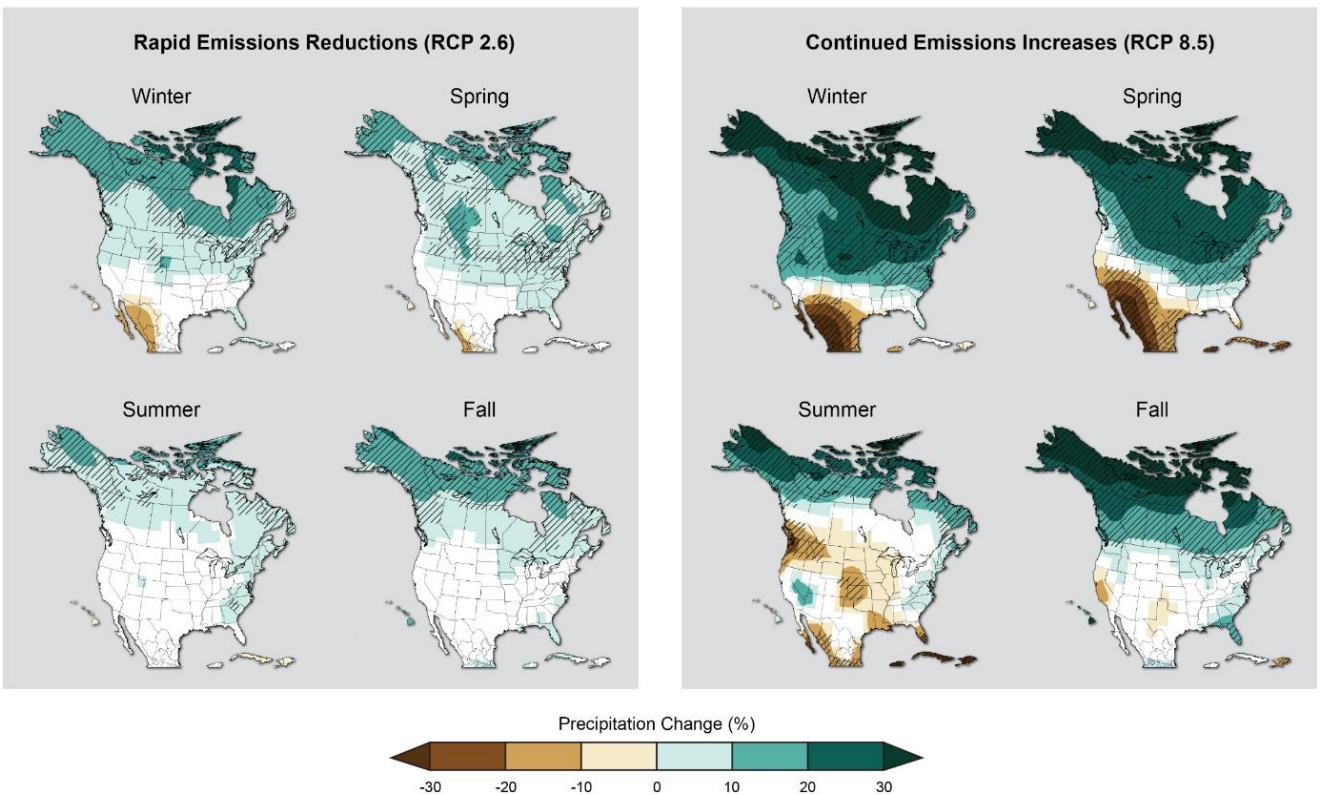 Rapid Emissions Reductions (RCP 2.6)
Winter
Spring
Summer
Fall
Continued Emissions Increases (RCP 8.5)
Winter
Spring
Summer
Fall
Precipitation Change (%)
-30
-20
-10
0
10
20
30